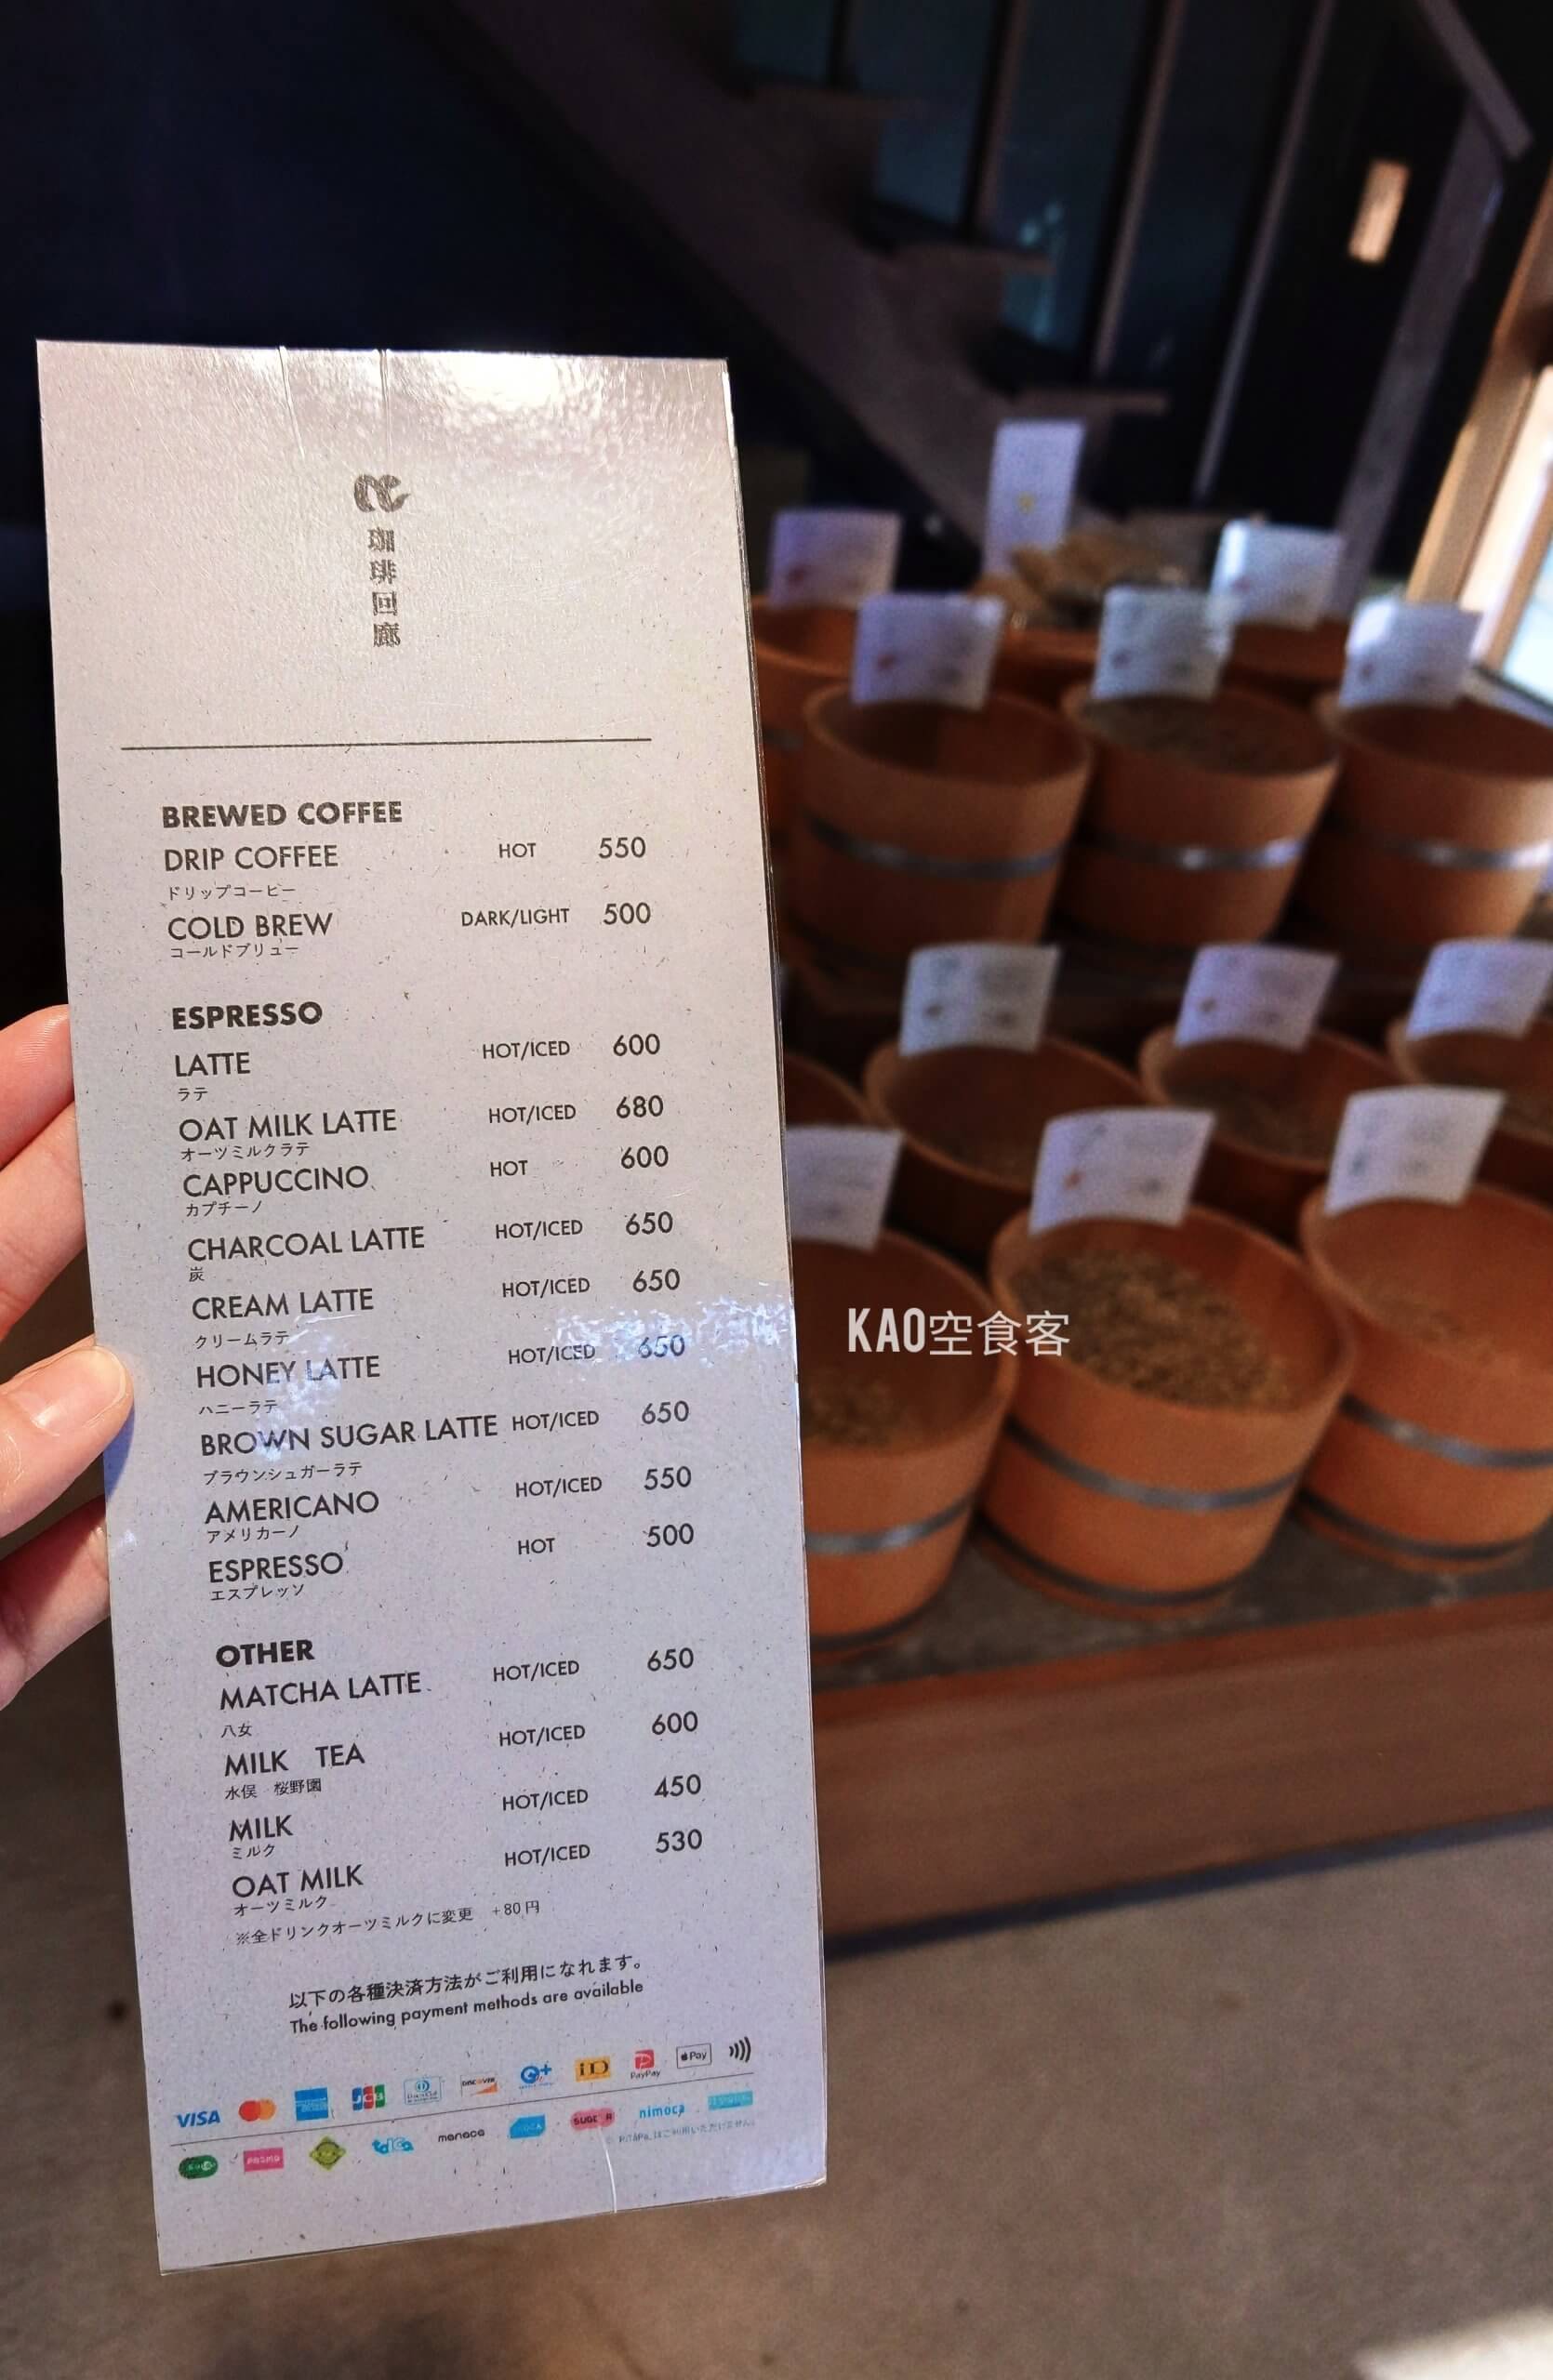 珈琲回廊
BREWED COFFEE
DRIP COFFEE HOT 550
ドリップコーヒー
COLD BREW DARK/LIGHT 500
コールドブリュー
ESPRESSO
LATTE HOT/ICED 600
ラテ
OAT MILK LATTE HOT/ICED 680
オーツミルクラテ
CAPPUCCINO HOT 600
カプチーノ
CHARCOAL LATTE HOT/ICED 650
炭
CREAM LATTE HOT/ICED 650
クリームラテ
HONEY LATTE HOT/ICED 650
ハニーラテ
BROWN SUGAR LATTE HOT/ICED 650
ブラウンシュガーラテ
AMERICANO HOT/ICED 550
アメリカーノ
ESPRESSO HOT 500
エスプレッソ
OTHER
MATCHA LATTE HOT/ICED 650
八女
MILK TEA HOT/ICED 600
水俣 桜野園
MILK HOT/ICED 450
ミルク
OAT MILK HOT/ICED 530
オーツミルク
※全ドリンクオーツミルクに変更 +80円
以下の各種決済方法がご利用になれます。
The following payment methods are available
VISA JCB DISCOVER iD PayPay Pay
PASMO manaca SUGOCA nimoca
KAO空食客